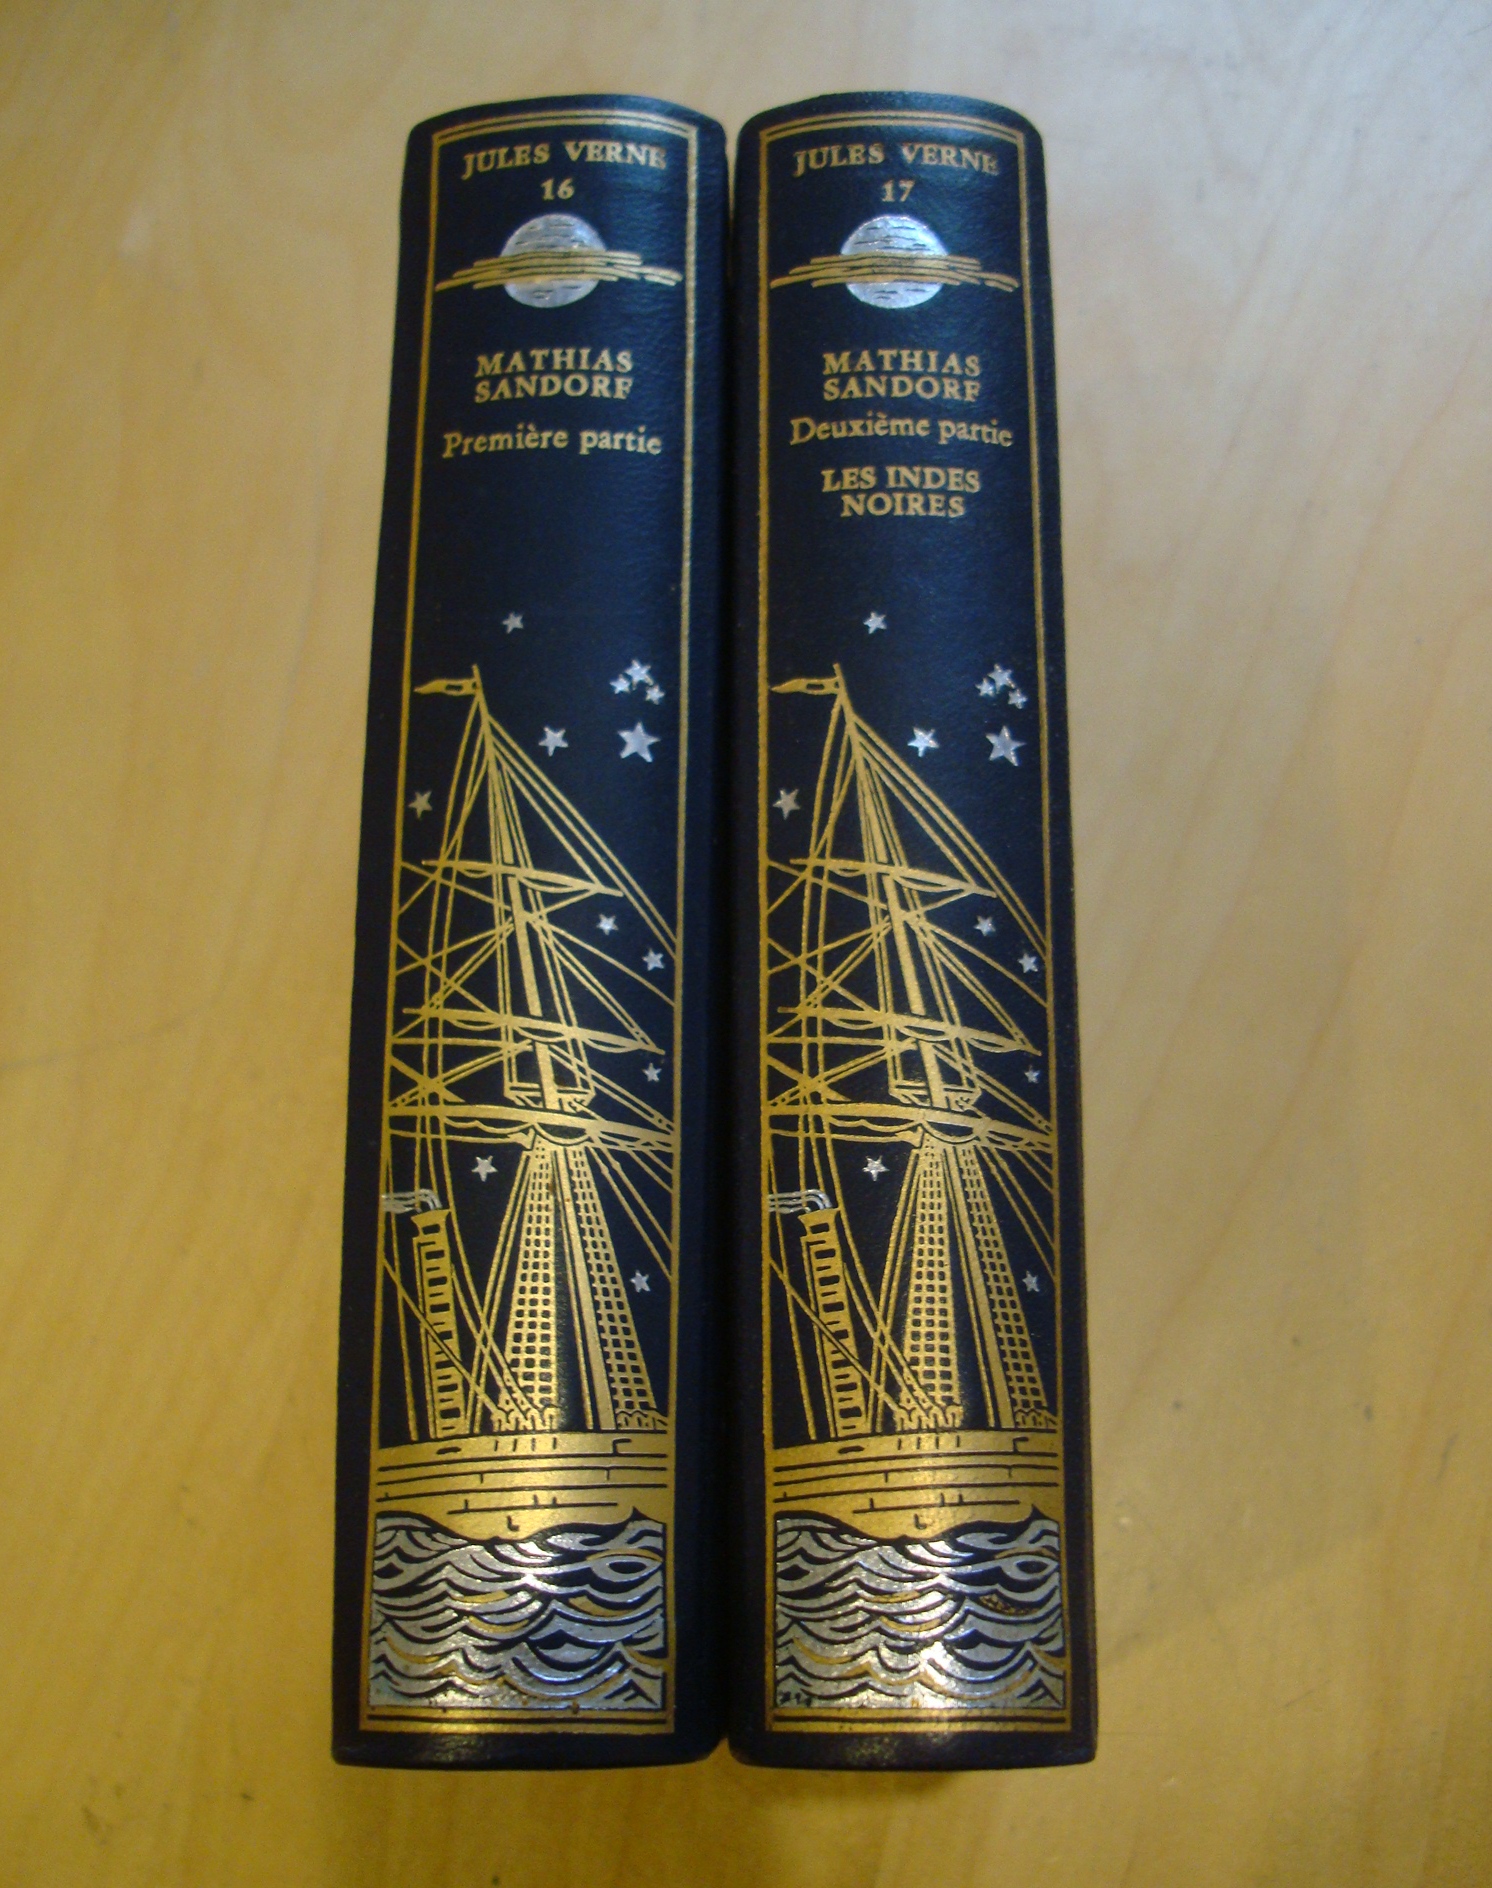 JULES VERNE
16
MATHIAS
SANDORF
Première partie
JULES VERNE
17
MATHIAS
SANDORF
Deuxième partie
LES INDES
NOIRES